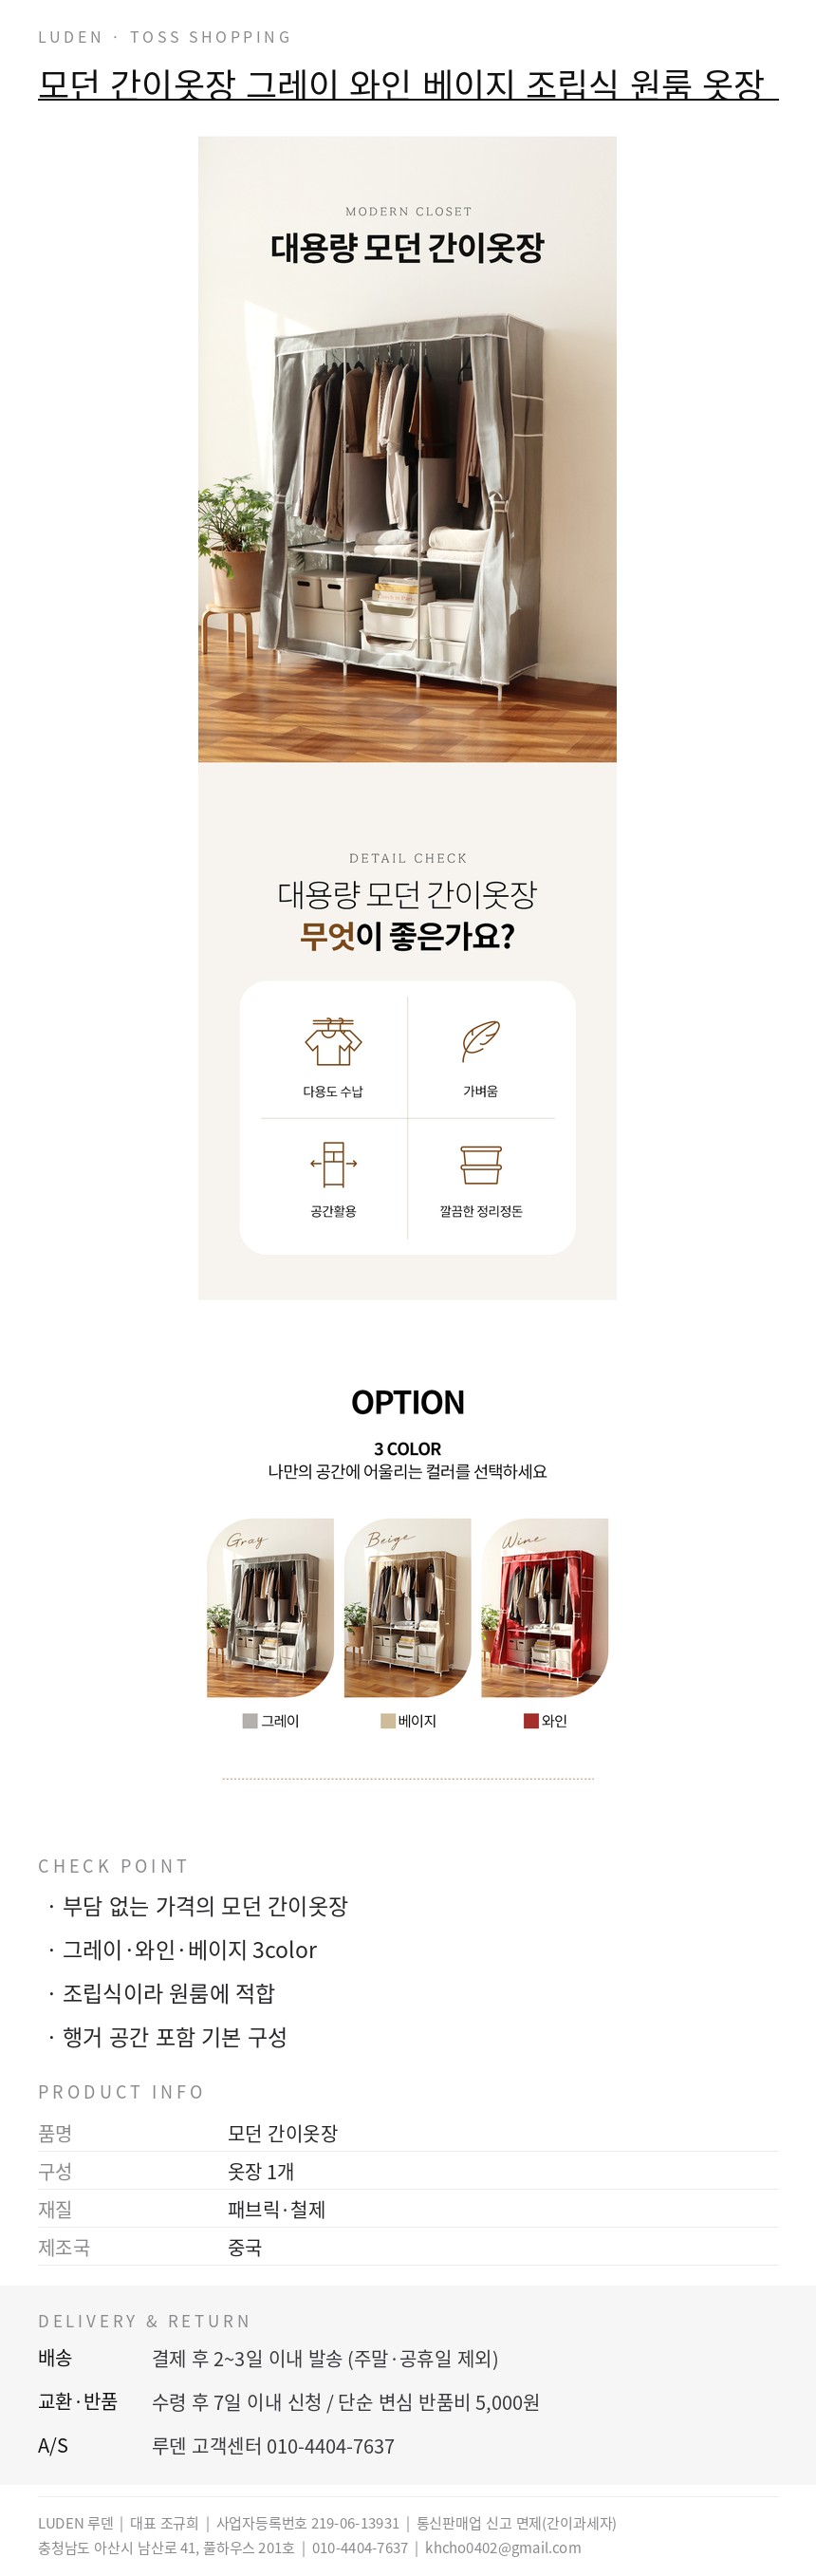 LUDEN · TOSS SHOPPING
모던 간이옷장 그레이 와인 베이지 조립식 원룸 옷장
MODERN CLOSET
대용량 모던 간이옷장
DETAIL CHECK
대용량 모던 간이옷장
무엇이 좋은가요?
다용도 수납
가벼움
공간활용
깔끔한 정리정돈
OPTION
3 COLOR
나만의 공간에 어울리는 컬러를 선택하세요
Gray
Beige
Wine
그레이
베이지
와인
CHECK POINT
· 부담 없는 가격의 모던 간이옷장
· 그레이·와인·베이지 3color
· 조립식이라 원룸에 적합
· 행거 공간 포함 기본 구성
PRODUCT INFO
품명 모던 간이옷장
구성 옷장 1개
재질 패브릭·철제
제조국 중국
DELIVERY & RETURN
배송 결제 후 2~3일 이내 발송 (주말·공휴일 제외)
교환·반품 수령 후 7일 이내 신청 / 단순 변심 반품비 5,000원
A/S 루덴 고객센터 010-4404-7637
LUDEN 루덴 | 대표 조규희 | 사업자등록번호 219-06-13931 | 통신판매업 신고 면제(간이과세자)
충청남도 아산시 남산로 41, 풀하우스 201호 | 010-4404-7637 | khcho0402@gmail.com